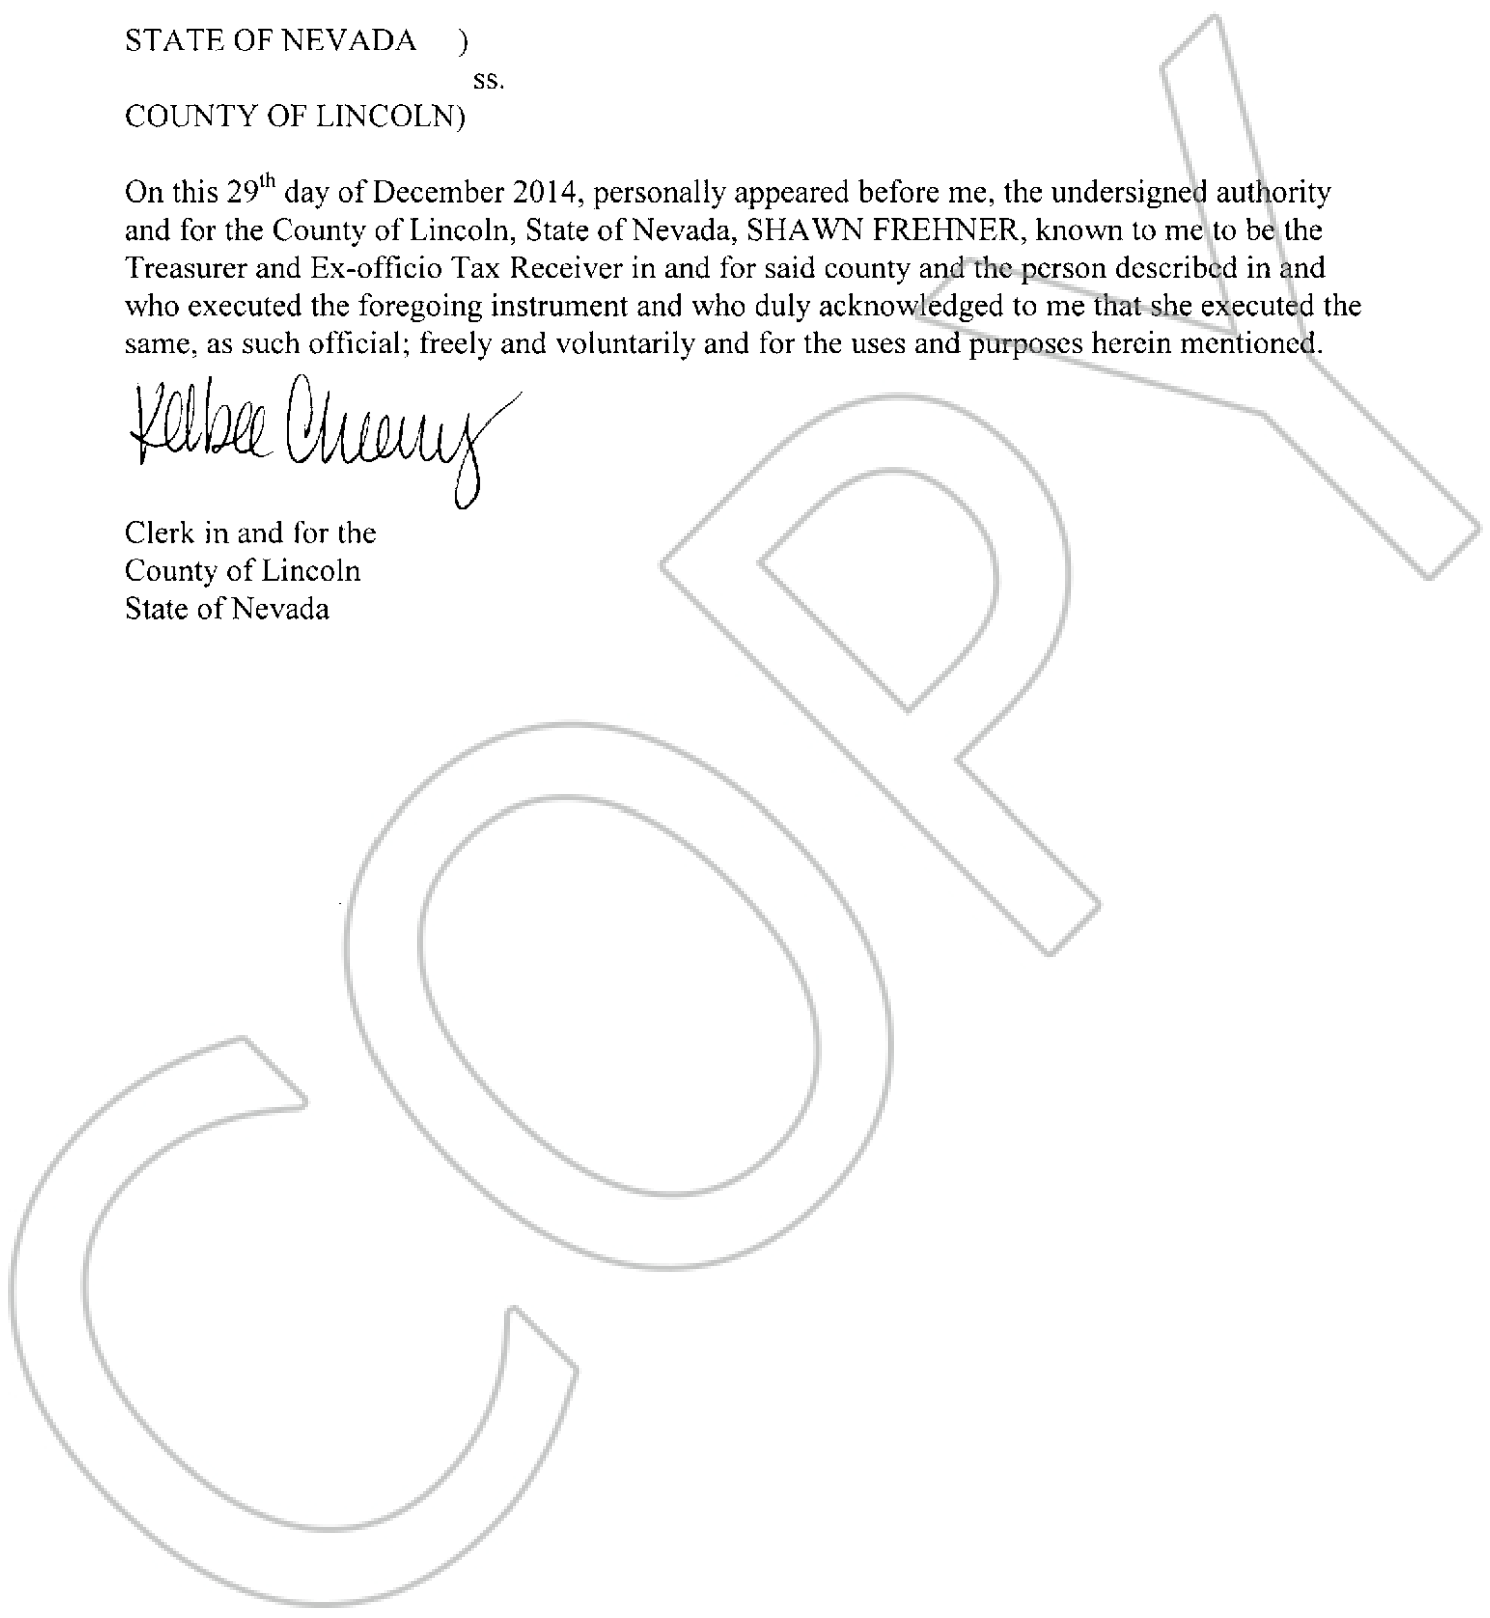 STATE OF NEVADA )
ss.
COUNTY OF LINCOLN)
On this 29th day of December 2014, personally appeared before me, the undersigned authority
and for the County of Lincoln, State of Nevada, SHAWN FREHNER, known to me to be the
Treasurer and Ex-officio Tax Receiver in and for said county and the person described in and
who executed the foregoing instrument and who duly acknowledged to me that she executed the
same, as such official; freely and voluntarily and for the uses and purposes herein mentioned.
Clerk in and for the
County of Lincoln
State of Nevada
COPY